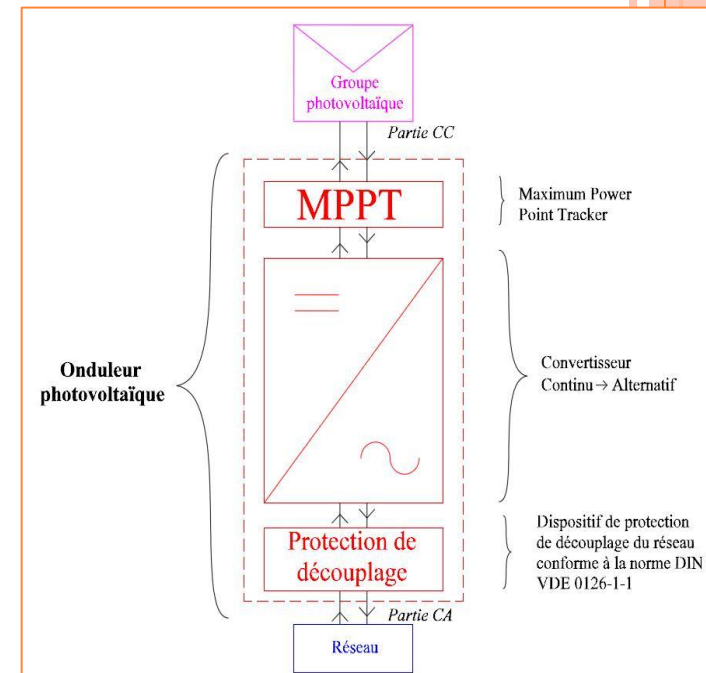 Groupe
photovoltaïque
Partie CC
MPPT
Maximum Power
Point Tracker
Onduleur
photovoltaïque
Convertisseur
Continu → Alternatif
Protection de
découplage
Dispositif de protection
de découplage du réseau
conforme à la norme DIN
VDE 0126-1-1
Partie CA
Réseau